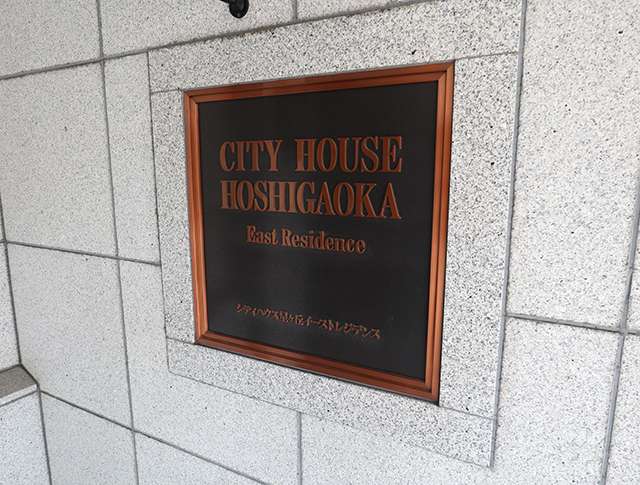 CITY HOUSE
HOSHIGAOKA
East Residence
シティハウス星ヶ丘イーストレジデンス